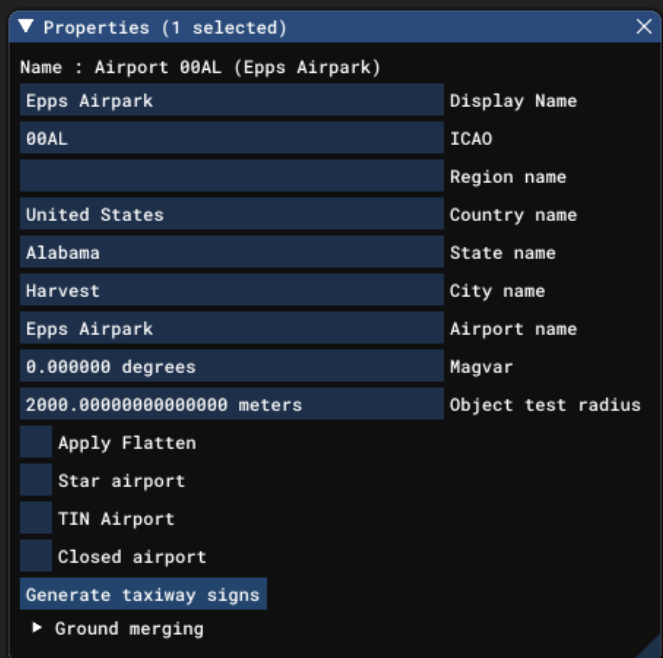 Properties (1 selected)
Name : Airport 00AL (Epps Airpark)
Epps Airpark Display Name
00AL ICAO
Region name
United States Country name
Alabama State name
Harvest City name
Epps Airpark Airport name
0.000000 degrees Magvar
2000.00000000000000 meters Object test radius
Apply Flatten
Star airport
TIN Airport
Closed airport
Generate taxiway signs
Ground merging